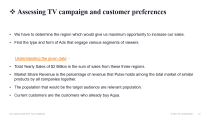 ❖ Assessing TV campaign and customer preferences
• We have to determine the region which would give us maximum opportunity to increase our sales.
• Find the type and form of Ads that engage various segments of viewers.
Understanding the given data:
• Total Yearly Sales of $2 Billion is the sum of sales from these three regions.
• Market Share Revenue is the percentage of revenue that Pulse holds among the total market of similar
products by all companies together.
• The population that would be the target audience are relevant population.
• Current customers are the customers who already buy Aqua.